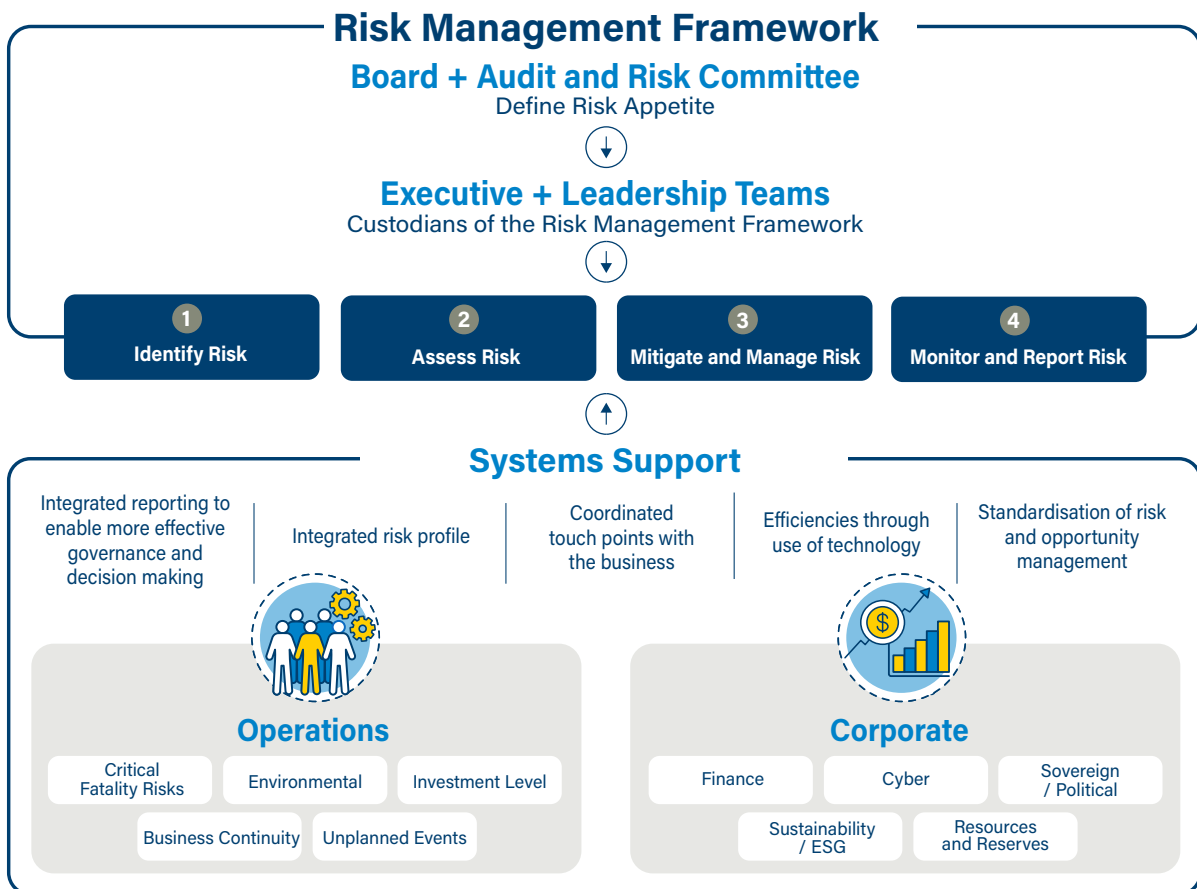 Risk Management Framework
Board + Audit and Risk Committee
Define Risk Appetite
Executive + Leadership Teams
Custodians of the Risk Management Framework
1
Identify Risk
2
Assess Risk
3
Mitigate and Manage Risk
4
Monitor and Report Risk
Systems Support
Integrated reporting to
enable more effective
governance and
decision making
Integrated risk profile
Coordinated
touch points with
the business
Efficiencies through
use of technology
Standardisation of risk
and opportunity
management
$
Operations
Critical
Fatality Risks
Environmental
Investment Level
Business Continuity
Unplanned Events
Corporate
Finance
Cyber
Sovereign
/ Political
Sustainability
/ ESG
Resources
and Reserves